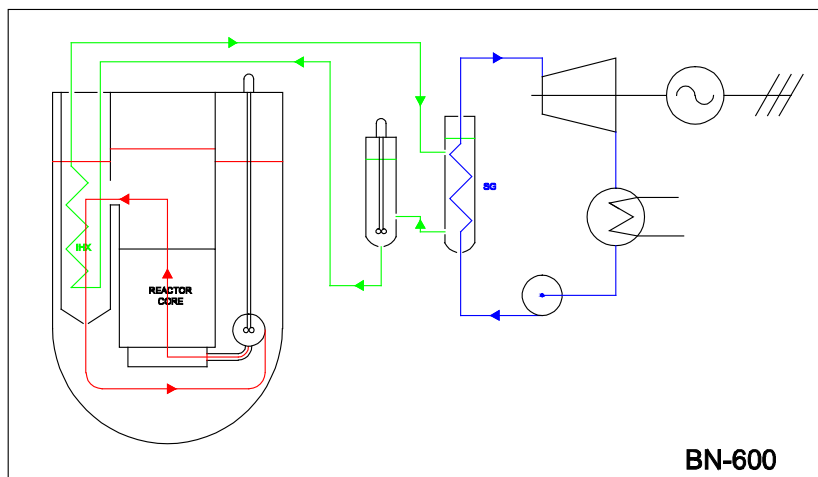 IHX
REACTOR
CORE
SG
BN-600